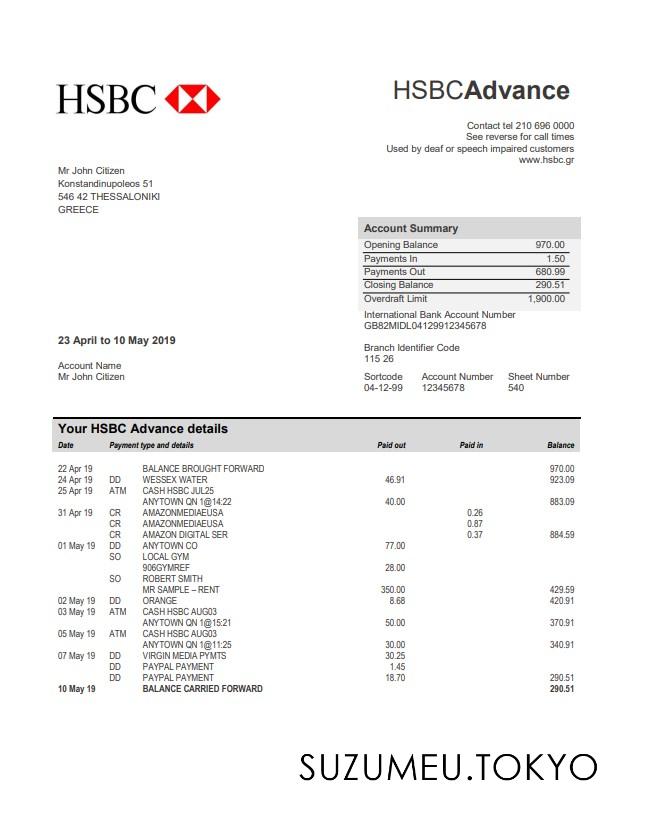 HSBC
HSBCAdvance
Contact tel 210 696 0000
See reverse for call times
Used by deaf or speech impaired customers
www.hsbc.gr
Mr John Citizen
Konstandinupoleos 51
546 42 THESSALONIKI
GREECE
Account Summary
Opening Balance 970.00
Payments In 1.50
Payments Out 680.99
Closing Balance 290.51
Overdraft Limit 1,900.00
International Bank Account Number
GB82MIDL04129912345678
23 April to 10 May 2019
Branch Identifier Code
115 26
Account Name
Mr John Citizen
Sortcode Account Number Sheet Number
04-12-99 12345678 540
Your HSBC Advance details
Date Payment type and details Paid out Paid in Balance
22 Apr 19 BALANCE BROUGHT FORWARD 970.00
24 Apr 19 DD WESSEX WATER 46.91 923.09
25 Apr 19 ATM CASH HSBC JUL25
ANYTOWN QN 1@14:22 40.00 883.09
31 Apr 19 CR AMAZONMEDIAEUSA 0.26
CR AMAZONMEDIAEUSA 0.87
CR AMAZON DIGITAL SER 0.37 884.59
01 May 19 DD ANYTOWN CO 77.00
SO LOCAL GYM
906GYMREF 28.00
SO ROBERT SMITH
MR SAMPLE – RENT 350.00 429.59
02 May 19 DD ORANGE 8.68 420.91
03 May 19 ATM CASH HSBC AUG03
ANYTOWN QN 1@15:21 50.00 370.91
05 May 19 ATM CASH HSBC AUG03
ANYTOWN QN 1@11:25 30.00 340.91
07 May 19 DD VIRGIN MEDIA PYMTS 30.25
DD PAYPAL PAYMENT 1.45
DD PAYPAL PAYMENT 18.70 290.51
10 May 19 BALANCE CARRIED FORWARD 290.51
SUZUMEU.TOKYO